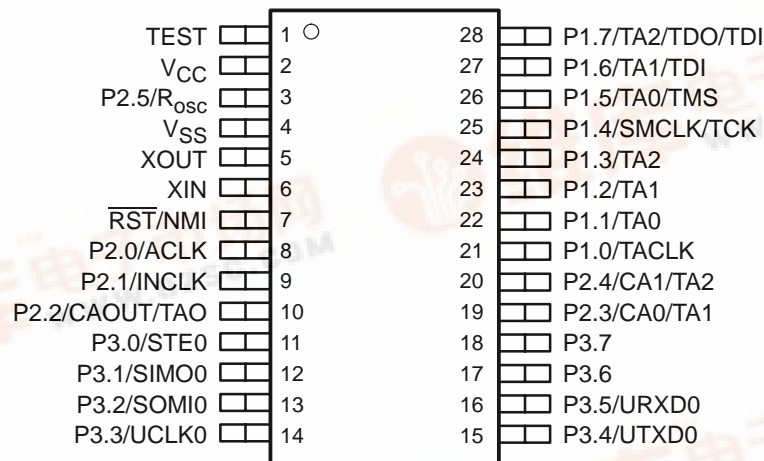 TEST 1 28 P1.7/TA2/TDO/TDI
VCC 2 27 P1.6/TA1/TDI
P2.5/Rosc 3 26 P1.5/TA0/TMS
VSS 4 25 P1.4/SMCLK/TCK
XOUT 5 24 P1.3/TA2
XIN 6 23 P1.2/TA1
RST/NMI 7 22 P1.1/TA0
P2.0/ACLK 8 21 P1.0/TACLK
P2.1/INCLK 9 20 P2.4/CA1/TA2
P2.2/CAOUT/TAO 10 19 P2.3/CA0/TA1
P3.0/STE0 11 18 P3.7
P3.1/SIMO0 12 17 P3.6
P3.2/SOMI0 13 16 P3.5/URXD0
P3.3/UCLK0 14 15 P3.4/UTXD0